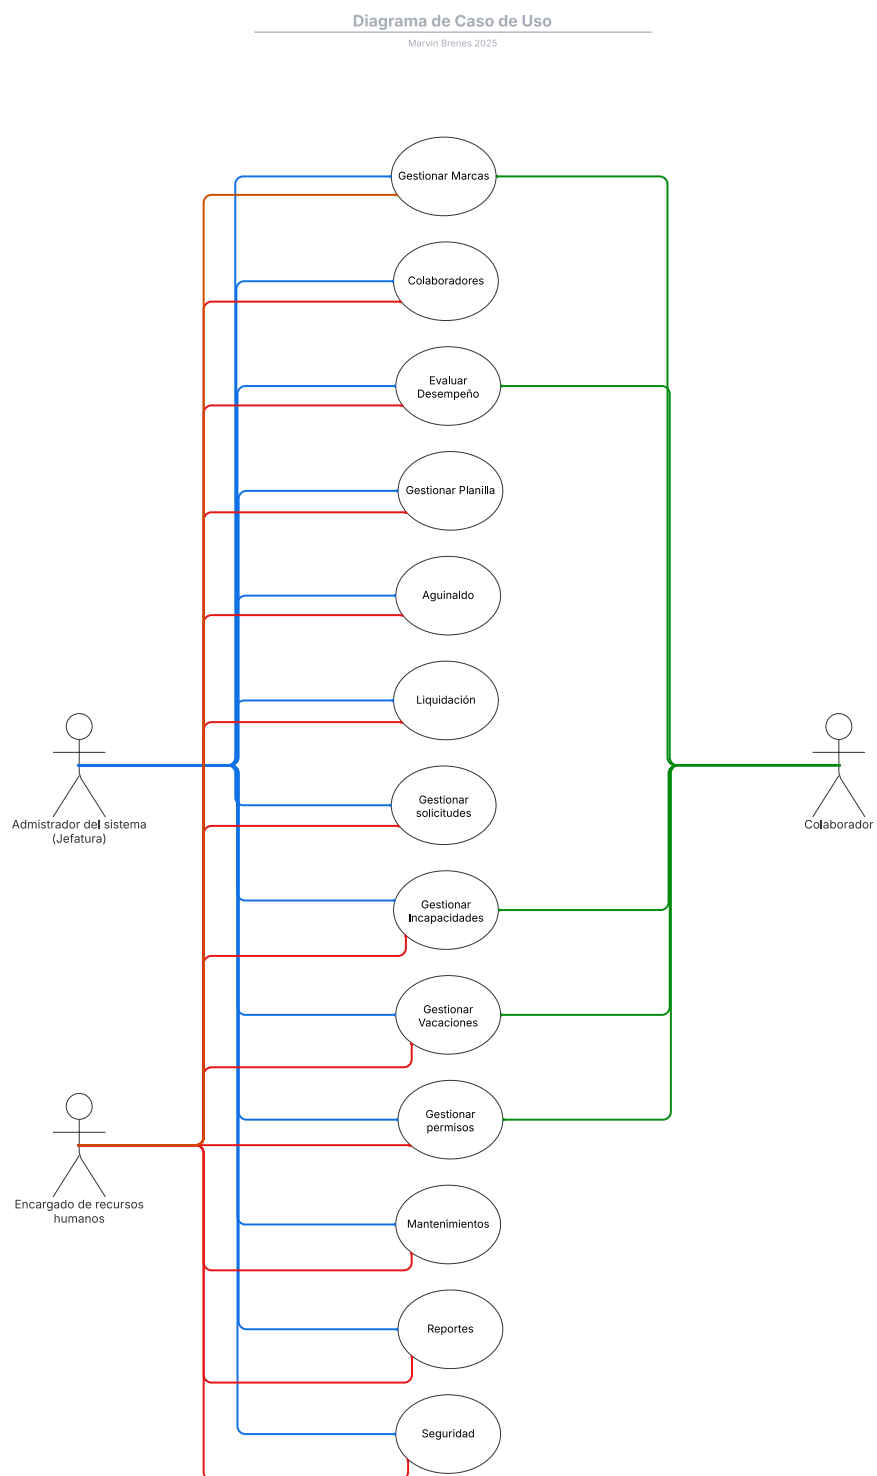 Diagrama de Caso de Uso
Marvin Brenes 2025
Gestionar Marcas
Colaboradores
Evaluar
Desempeño
Gestionar Planilla
Aguinaldo
Liquidación
Gestionar
solicitudes
Admistrador del sistema
(Jefatura)
Colaborador
Gestionar
Incapacidades
Gestionar
Vacaciones
Gestionar
permisos
Encargado de recursos
humanos
Mantenimientos
Reportes
Seguridad